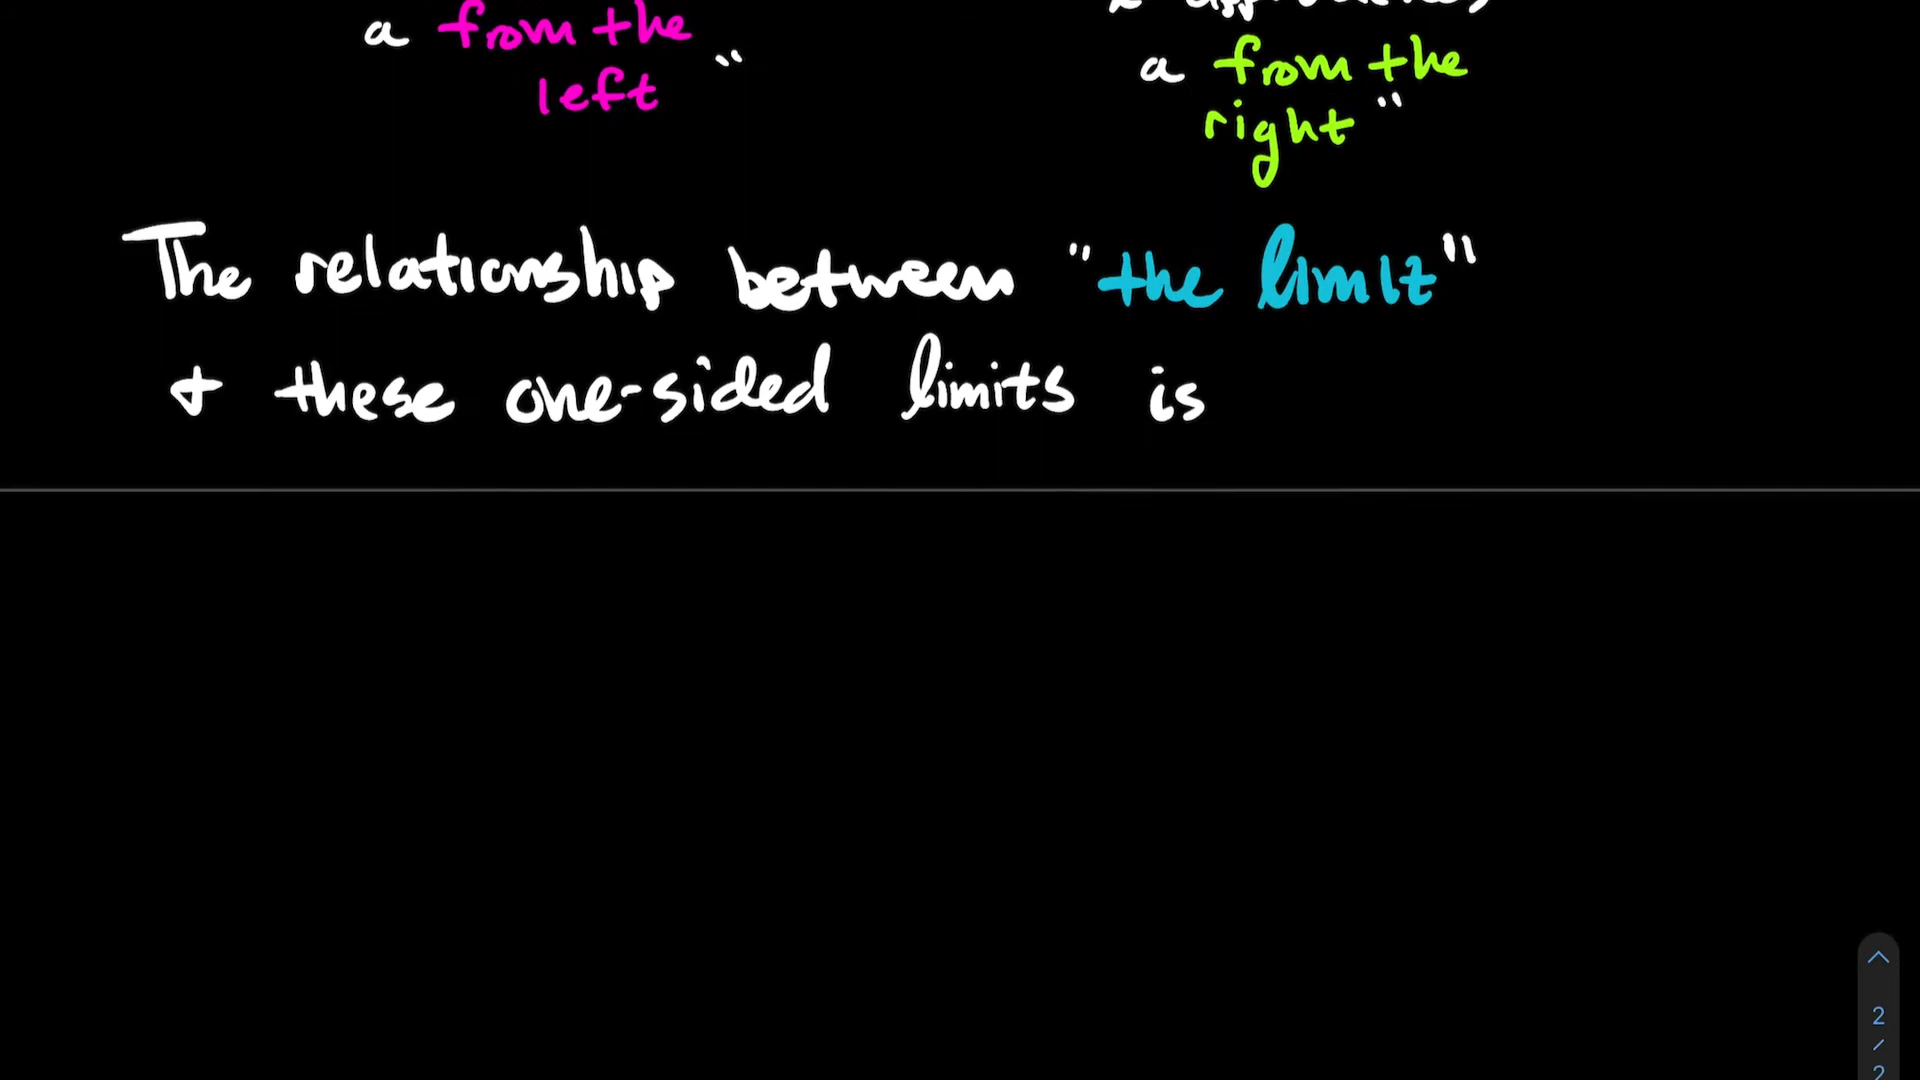 a from the
left "
a from the
right "
The relationship between "the limit"
& these one-sided limits is
2
/
2